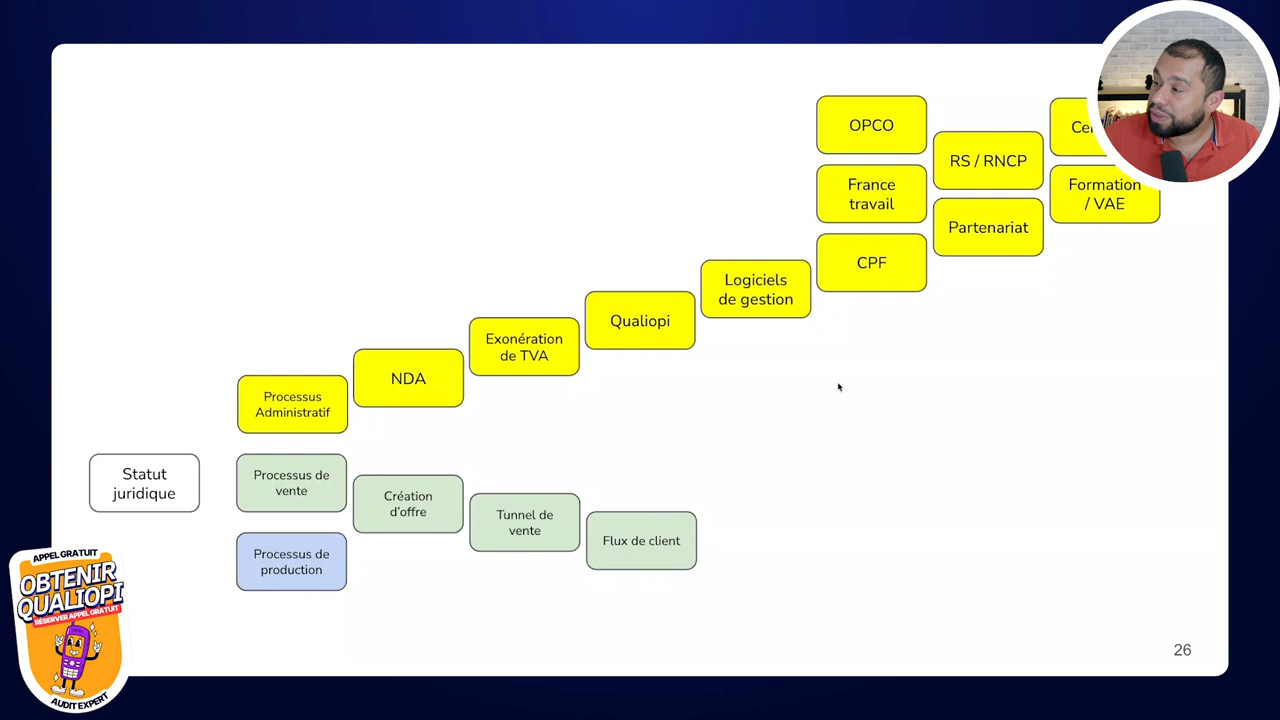 OPCO
RS / RNCP
France
travail
Formation
/ VAE
Partenariat
CPF
Logiciels
de gestion
Qualiopi
Exonération
de TVA
NDA
Processus
Administratif
Statut
juridique
Processus de
vente
Création
d'offre
Tunnel de
vente
Flux de client
Processus de
production
APPEL GRATUIT
OBTENIR
QUALIOPI
RÉSERVER APPEL GRATUIT
AUDIT EXPERT
26